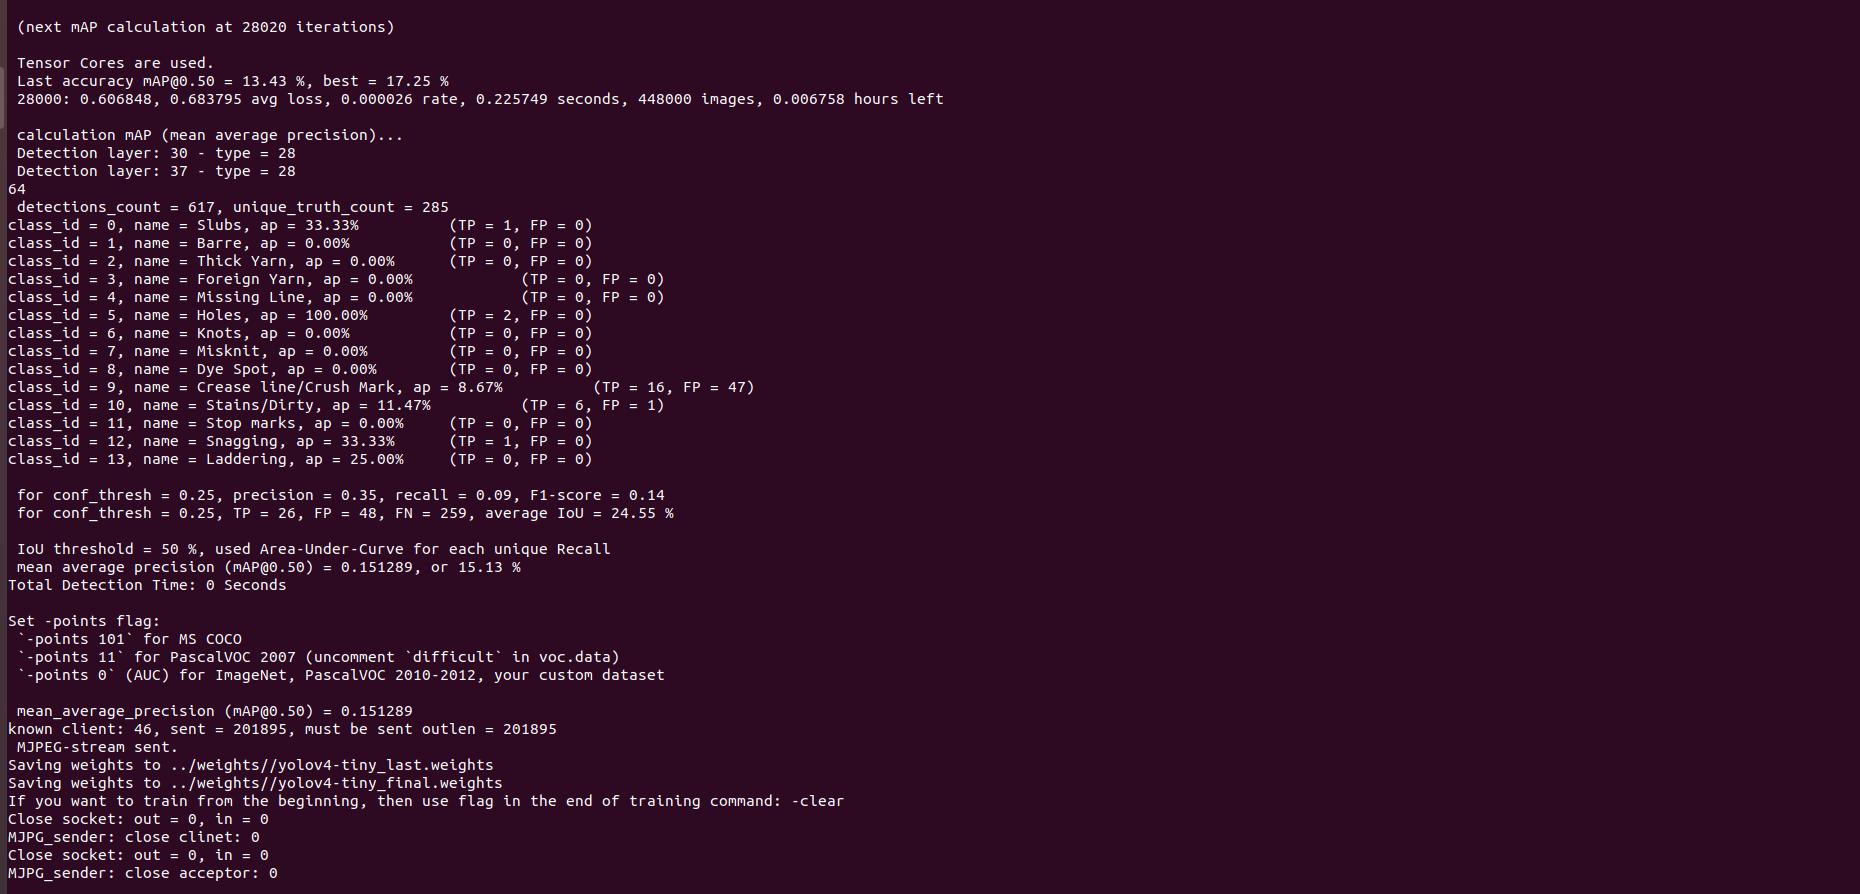 (next mAP calculation at 28020 iterations)
Tensor Cores are used.
Last accuracy mAP@0.50 = 13.43 %, best = 17.25 %
28000: 0.606848, 0.683795 avg loss, 0.000026 rate, 0.225749 seconds, 448000 images, 0.006758 hours left
calculation mAP (mean average precision)...
Detection layer: 30 - type = 28
Detection layer: 37 - type = 28
64
detections_count = 617, unique_truth_count = 285
class_id = 0, name = Slubs, ap = 33.33% (TP = 1, FP = 0)
class_id = 1, name = Barre, ap = 0.00% (TP = 0, FP = 0)
class_id = 2, name = Thick Yarn, ap = 0.00% (TP = 0, FP = 0)
class_id = 3, name = Foreign Yarn, ap = 0.00% (TP = 0, FP = 0)
class_id = 4, name = Missing Line, ap = 0.00% (TP = 0, FP = 0)
class_id = 5, name = Holes, ap = 100.00% (TP = 2, FP = 0)
class_id = 6, name = Knots, ap = 0.00% (TP = 0, FP = 0)
class_id = 7, name = Misknit, ap = 0.00% (TP = 0, FP = 0)
class_id = 8, name = Dye Spot, ap = 0.00% (TP = 0, FP = 0)
class_id = 9, name = Crease line/Crush Mark, ap = 8.67% (TP = 16, FP = 47)
class_id = 10, name = Stains/Dirty, ap = 11.47% (TP = 6, FP = 1)
class_id = 11, name = Stop marks, ap = 0.00% (TP = 0, FP = 0)
class_id = 12, name = Snagging, ap = 33.33% (TP = 1, FP = 0)
class_id = 13, name = Laddering, ap = 25.00% (TP = 0, FP = 0)
for conf_thresh = 0.25, precision = 0.35, recall = 0.09, F1-score = 0.14
for conf_thresh = 0.25, TP = 26, FP = 48, FN = 259, average IoU = 24.55 %
IoU threshold = 50 %, used Area-Under-Curve for each unique Recall
mean average precision (mAP@0.50) = 0.151289, or 15.13 %
Total Detection Time: 0 Seconds
Set -points flag:
`-points 101` for MS COCO
`-points 11` for PascalVOC 2007 (uncomment `difficult` in voc.data)
`-points 0` (AUC) for ImageNet, PascalVOC 2010-2012, your custom dataset
mean_average_precision (mAP@0.50) = 0.151289
known client: 46, sent = 201895, must be sent outlen = 201895
MJPEG-stream sent.
Saving weights to ../weights//yolov4-tiny_last.weights
Saving weights to ../weights//yolov4-tiny_final.weights
If you want to train from the beginning, then use flag in the end of training command: -clear
Close socket: out = 0, in = 0
MJPG_sender: close clinet: 0
Close socket: out = 0, in = 0
MJPG_sender: close acceptor: 0